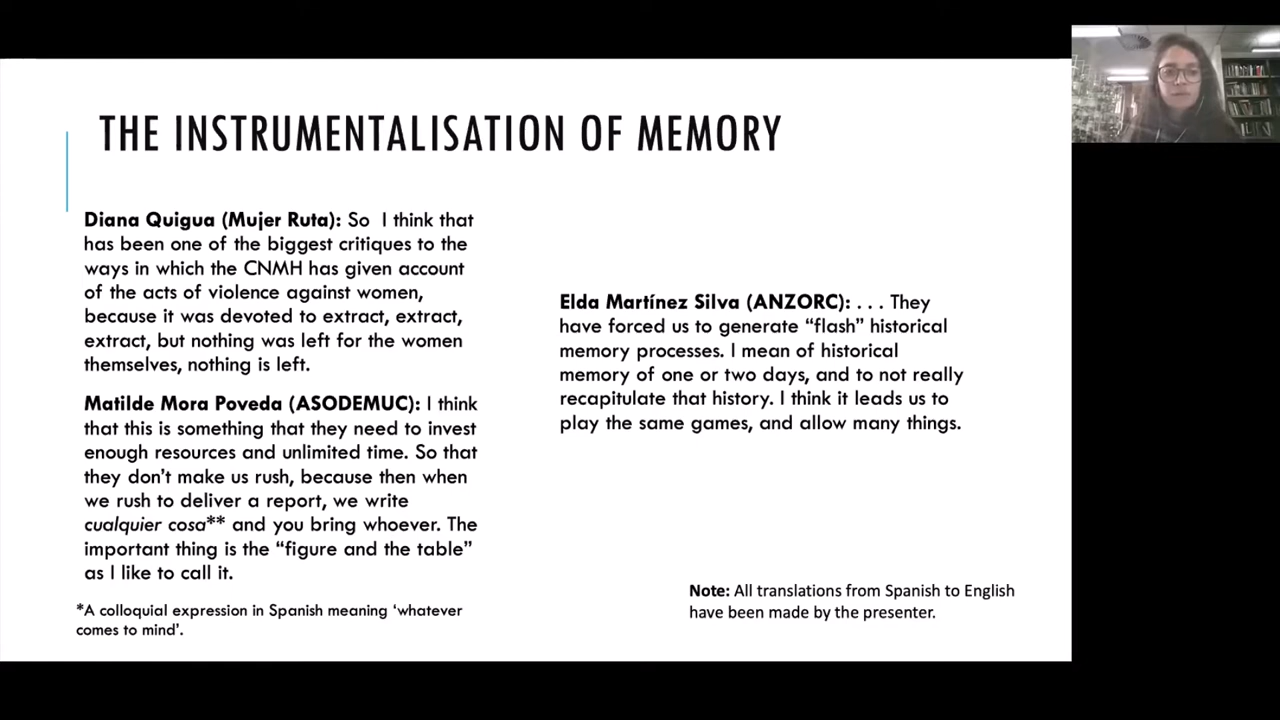 THE INSTRUMENTALISATION OF MEMORY
Diana Quigua (Mujer Ruta): So I think that
has been one of the biggest critiques to the
ways in which the CNMH has given account
of the acts of violence against women,
because it was devoted to extract, extract,
extract, but nothing was left for the women
themselves, nothing is left.
Matilde Mora Poveda (ASODEMUC): I think
that this is something that they need to invest
enough resources and unlimited time. So that
they don’t make us rush, because then when
we rush to deliver a report, we write
cualquier cosa** and you bring whoever. The
important thing is the “figure and the table”
as I like to call it.
*A colloquial expression in Spanish meaning ‘whatever
comes to mind’.
Elda Martínez Silva (ANZORC): . . . They
have forced us to generate “flash” historical
memory processes. I mean of historical
memory of one or two days, and to not really
recapitulate that history. I think it leads us to
play the same games, and allow many things.
Note: All translations from Spanish to English
have been made by the presenter.